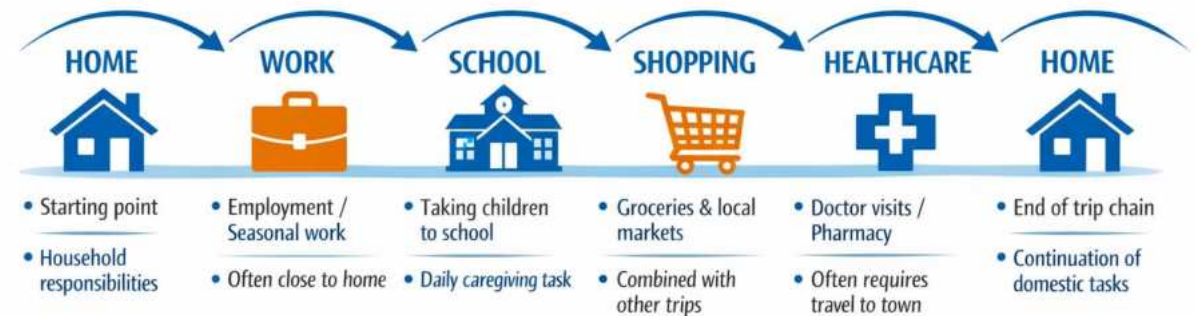 HOME
WORK
SCHOOL
SHOPPING
HEALTHCARE
HOME
• Starting point
• Household
responsibilities
• Employment /
Seasonal work
• Often close to home
• Taking children
to school
• Daily caregiving task
• Groceries & local
markets
• Combined with
other trips
• Doctor visits /
Pharmacy
• Often requires
travel to town
• End of trip chain
• Continuation of
domestic tasks